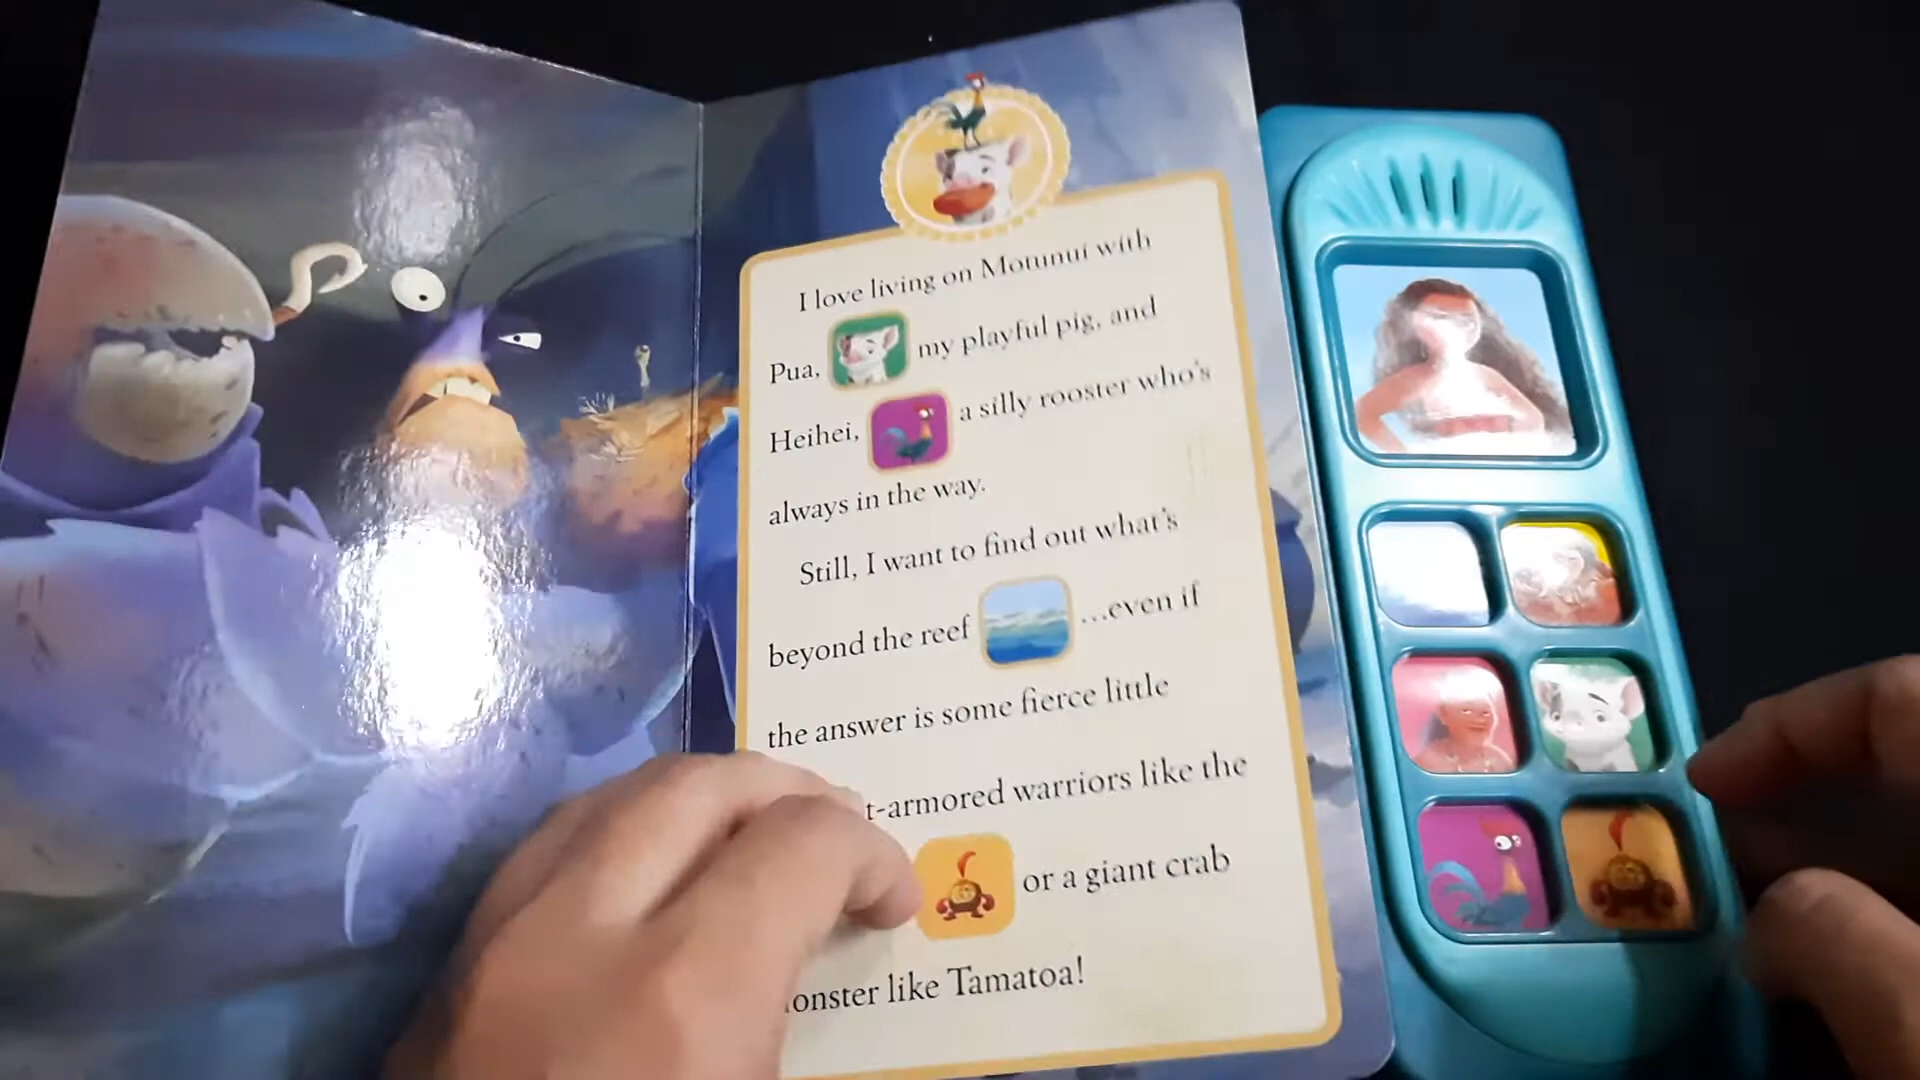 I love living on Motunui with
Pua, my playful pig, and
Heihei, a silly rooster who's
always in the way.
Still, I want to find out what's
beyond the reef ...even if
the answer is some fierce little
t-armored warriors like the
or a giant crab
onster like Tamatoa!